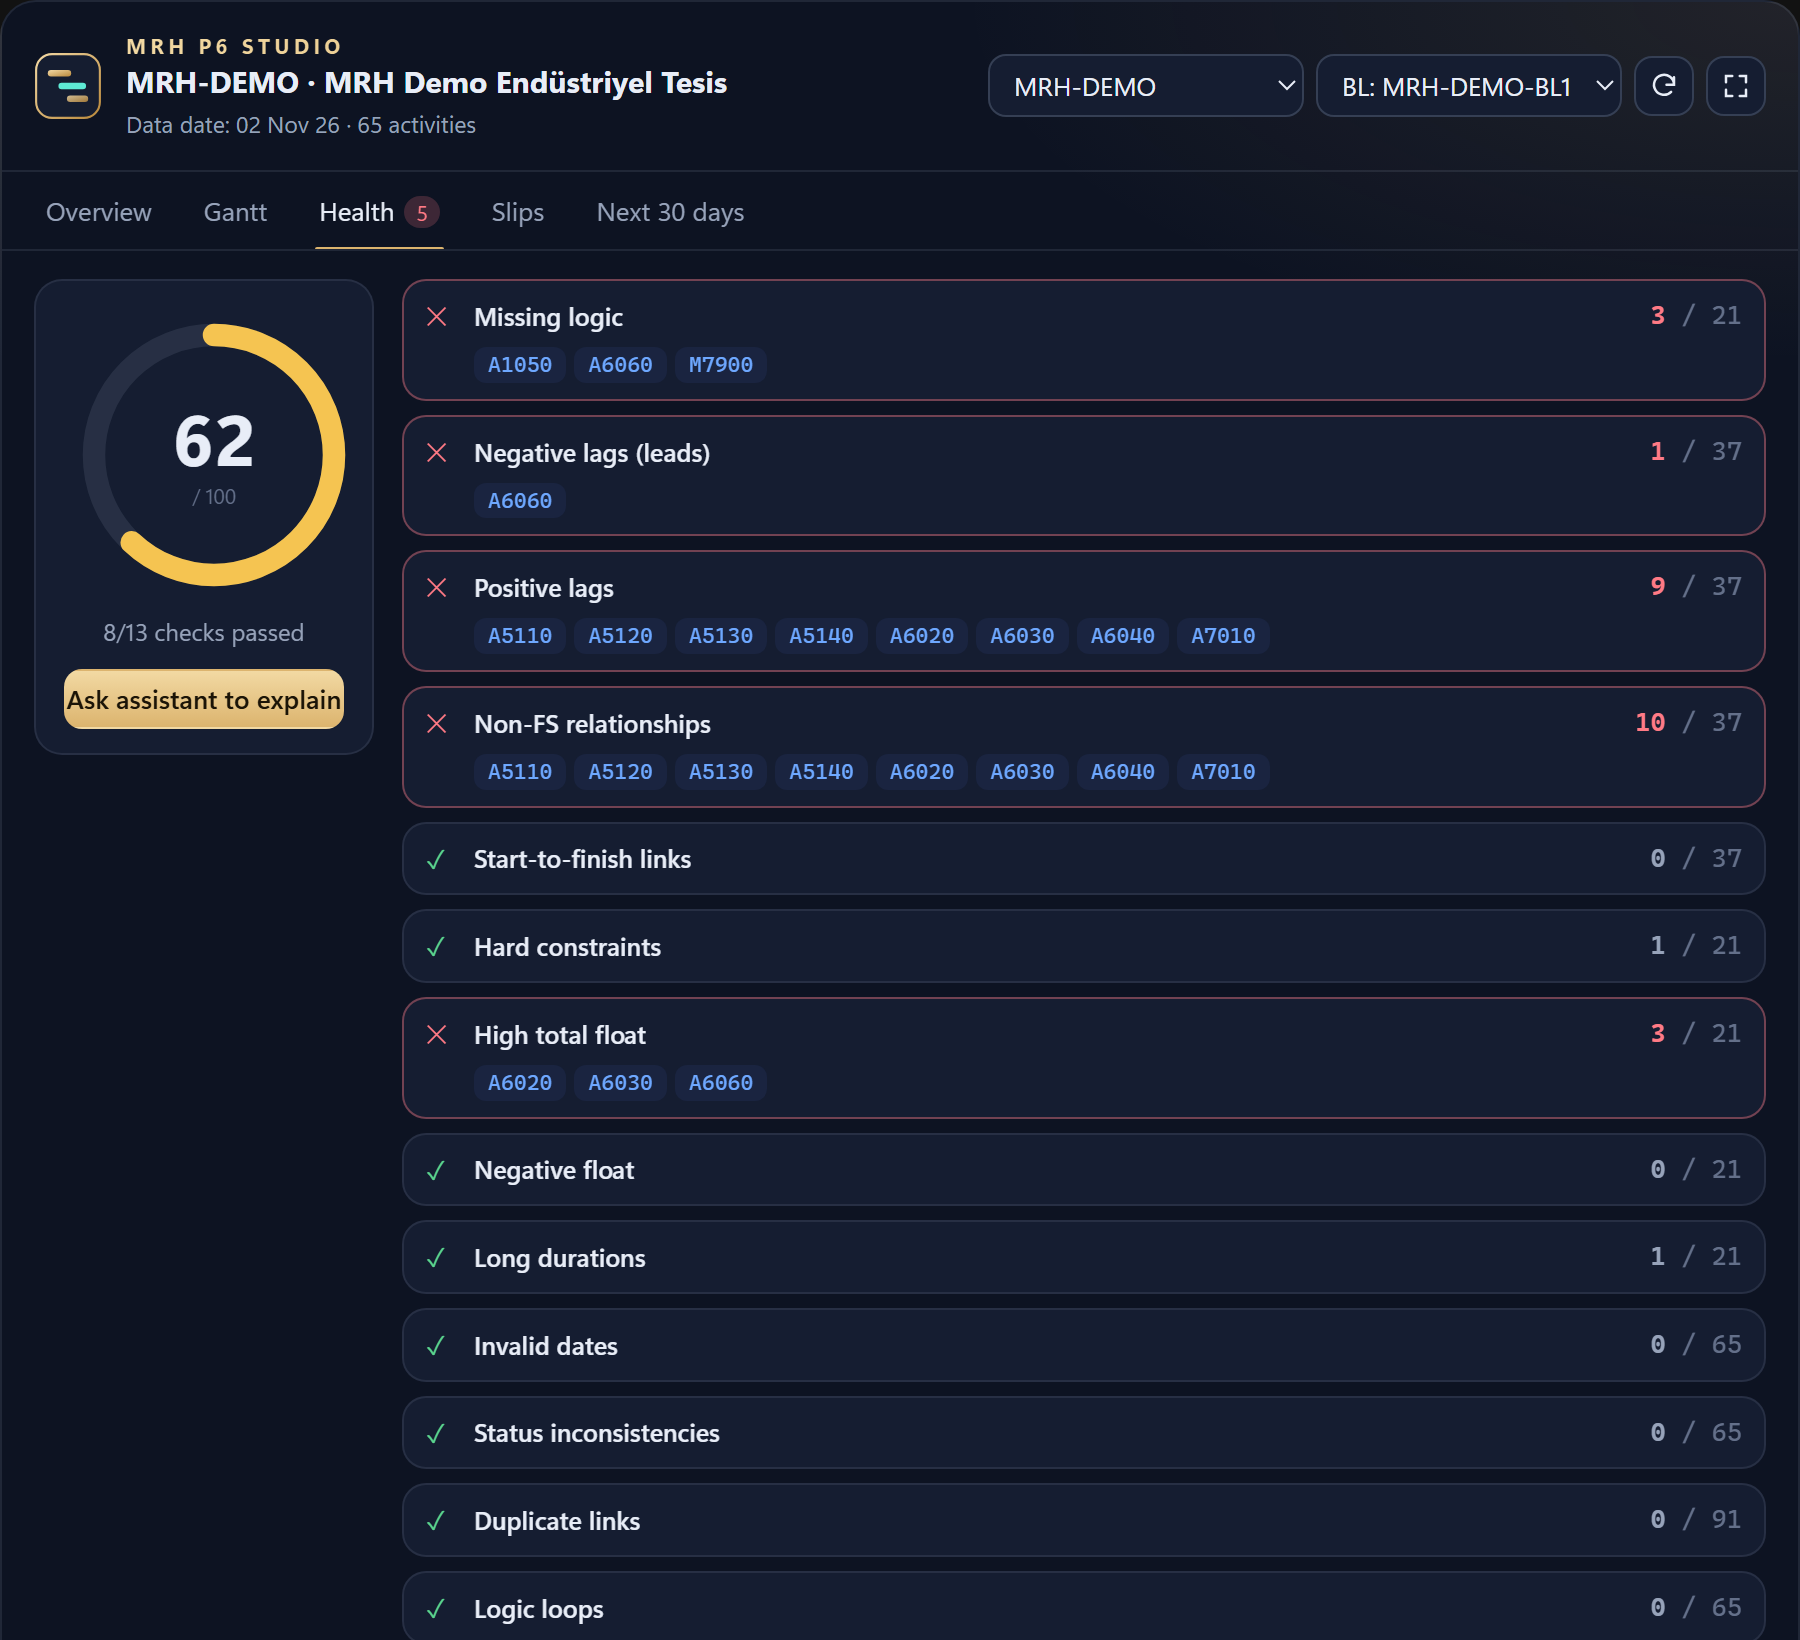 MRH P6 STUDIO
MRH-DEMO · MRH Demo Endüstriyel Tesis
Data date: 02 Nov 26 · 65 activities
MRH-DEMO
BL: MRH-DEMO-BL1
Overview Gantt Health 5 Slips Next 30 days
62
/ 100
8/13 checks passed
Ask assistant to explain
Missing logic 3 / 21
A1050 A6060 M7900
Negative lags (leads) 1 / 37
A6060
Positive lags 9 / 37
A5110 A5120 A5130 A5140 A6020 A6030 A6040 A7010
Non-FS relationships 10 / 37
A5110 A5120 A5130 A5140 A6020 A6030 A6040 A7010
Start-to-finish links 0 / 37
Hard constraints 1 / 21
High total float 3 / 21
A6020 A6030 A6060
Negative float 0 / 21
Long durations 1 / 21
Invalid dates 0 / 65
Status inconsistencies 0 / 65
Duplicate links 0 / 91
Logic loops 0 / 65